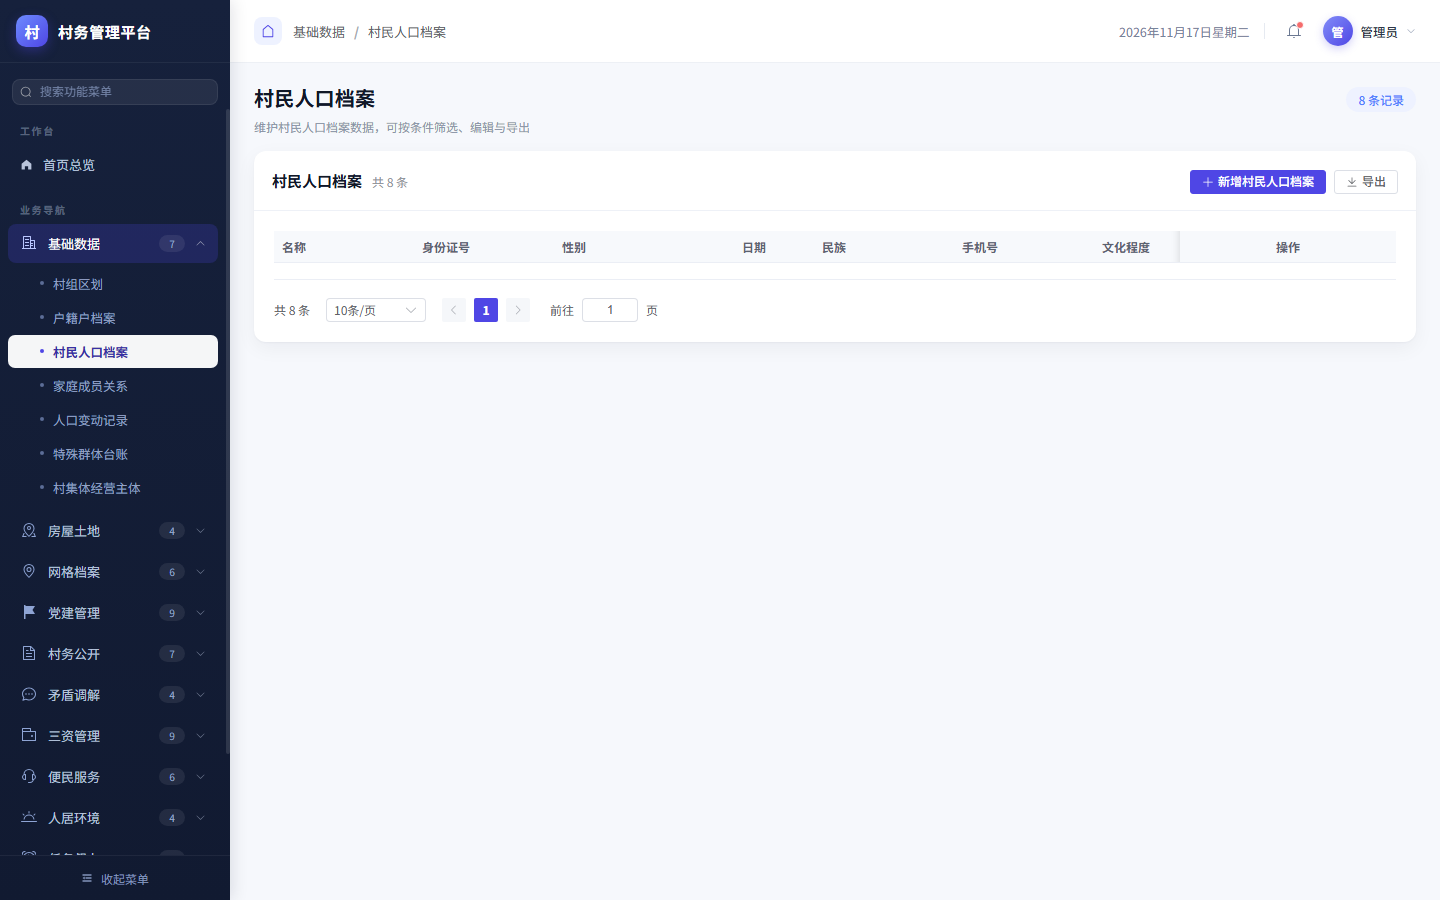 村 村务管理平台
搜索功能菜单
工作台
首页总览
业务导航
基础数据 7
村组区划
户籍户档案
村民人口档案
家庭成员关系
人口变动记录
特殊群体台账
村集体经营主体
房屋土地 4
网格档案 6
党建管理 9
村务公开 7
矛盾调解 4
三资管理 9
便民服务 6
人居环境 4
收起菜单
基础数据 / 村民人口档案
2026年11月17日星期二
管 管理员
村民人口档案
8 条记录
维护村民人口档案数据，可按条件筛选、编辑与导出
村民人口档案 共 8 条
新增村民人口档案 导出
名称 身份证号 性别 日期 民族 手机号 文化程度 操作
共 8 条 10条/页 1 前往 1 页